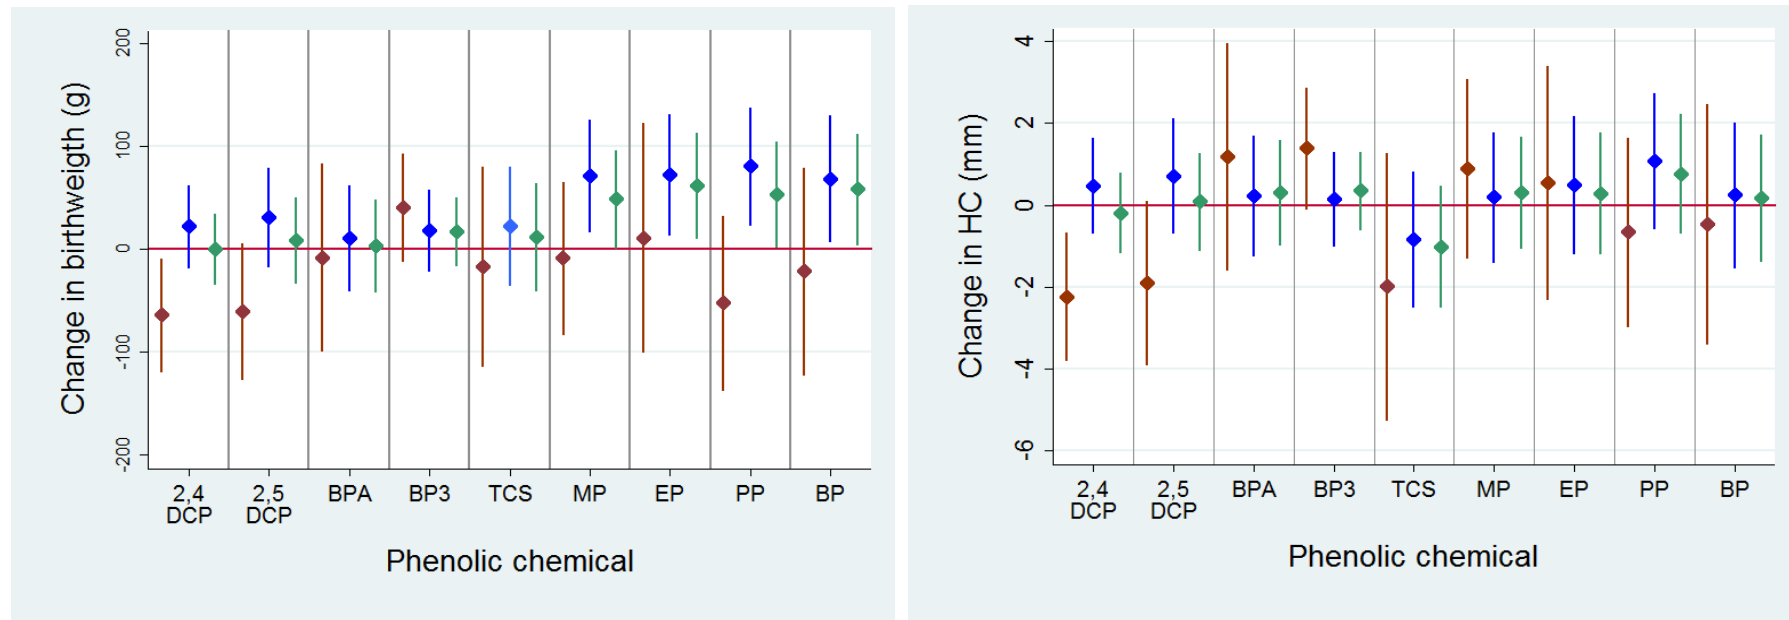 Change in birthweigth (g)
200
100
0
-100
-200
2,4 DCP
2,5 DCP
BPA
BP3
TCS
MP
EP
PP
BP
Phenolic chemical
Change in HC (mm)
4
2
0
-2
-4
-6
2,4 DCP
2,5 DCP
BPA
BP3
TCS
MP
EP
PP
BP
Phenolic chemical